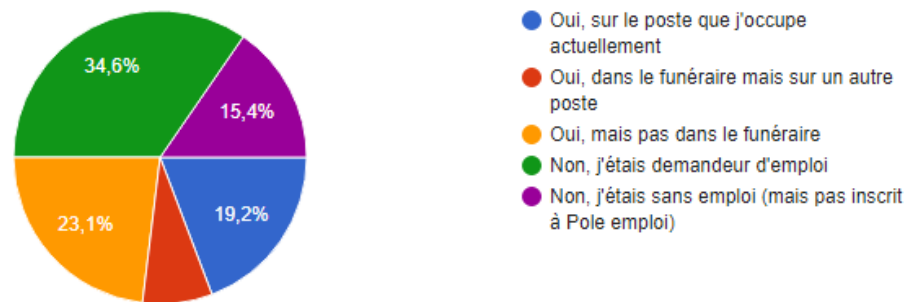 34,6%
15,4%
23,1%
19,2%
Oui, sur le poste que j'occupe
actuellement
Oui, dans le funéraire mais sur un autre
poste
Oui, mais pas dans le funéraire
Non, j'étais demandeur d'emploi
Non, j'étais sans emploi (mais pas inscrit
à Pole emploi)